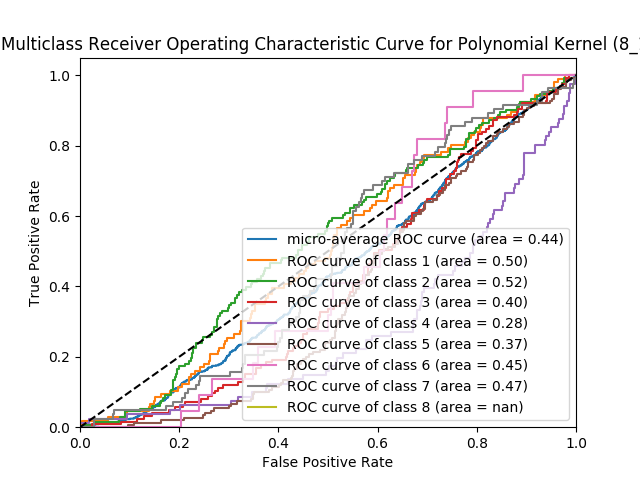 Multiclass Receiver Operating Characteristic Curve for Polynomial Kernel (8_
1.0
0.8
0.6
0.4
0.2
0.0
True Positive Rate
micro-average ROC curve (area = 0.44)
ROC curve of class 1 (area = 0.50)
ROC curve of class 2 (area = 0.52)
ROC curve of class 3 (area = 0.40)
ROC curve of class 4 (area = 0.28)
ROC curve of class 5 (area = 0.37)
ROC curve of class 6 (area = 0.45)
ROC curve of class 7 (area = 0.47)
ROC curve of class 8 (area = nan)
0.0 0.2 0.4 0.6 0.8 1.0
False Positive Rate